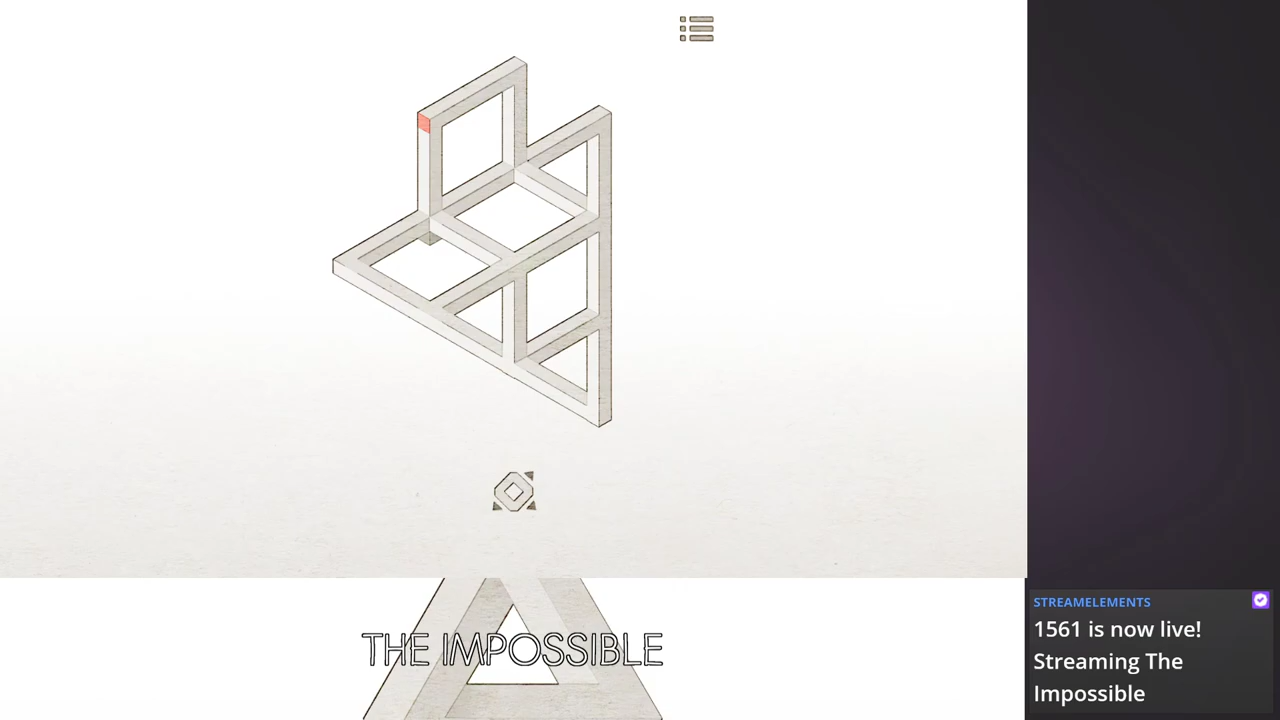 THE IMPOSSIBLE
STREAMELEMENTS
1561 is now live!
Streaming The
Impossible